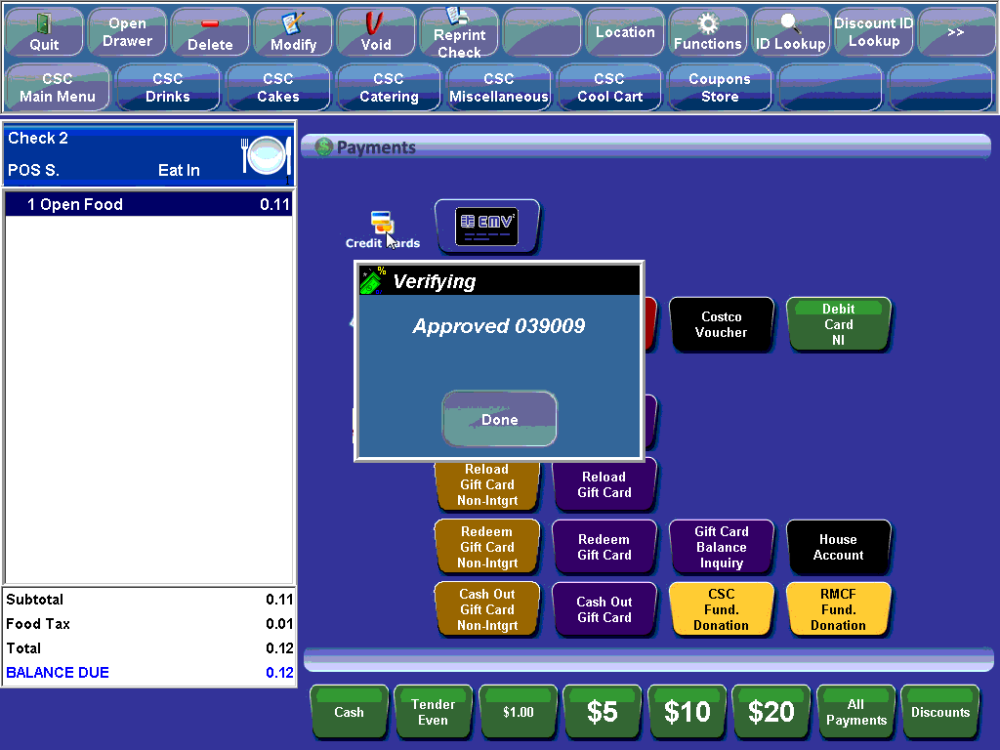 Quit
Open
Drawer
Delete
Modify
Void
Reprint
Check
Location
Functions
ID Lookup
Discount ID
Lookup
>>
CSC
Main Menu
CSC
Drinks
CSC
Cakes
CSC
Catering
CSC
Miscellaneous
CSC
Cool Cart
Coupons
Store
Check 2
POS S.
Eat In
1 Open Food 0.11
Subtotal 0.11
Food Tax 0.01
Total 0.12
BALANCE DUE 0.12
$ Payments
Credit
EMV
% Verifying
Approved 039009
Done
Costco
Voucher
Debit
Card
NI
Reload
Gift Card
Non-Intgrt
Reload
Gift Card
Redeem
Gift Card
Non-Intgrt
Redeem
Gift Card
Gift Card
Balance
Inquiry
House
Account
Cash Out
Gift Card
Non-Intgrt
Cash Out
Gift Card
CSC
Fund.
Donation
RMCF
Fund.
Donation
Cash
Tender
Even
$1.00
$5
$10
$20
All
Payments
Discounts